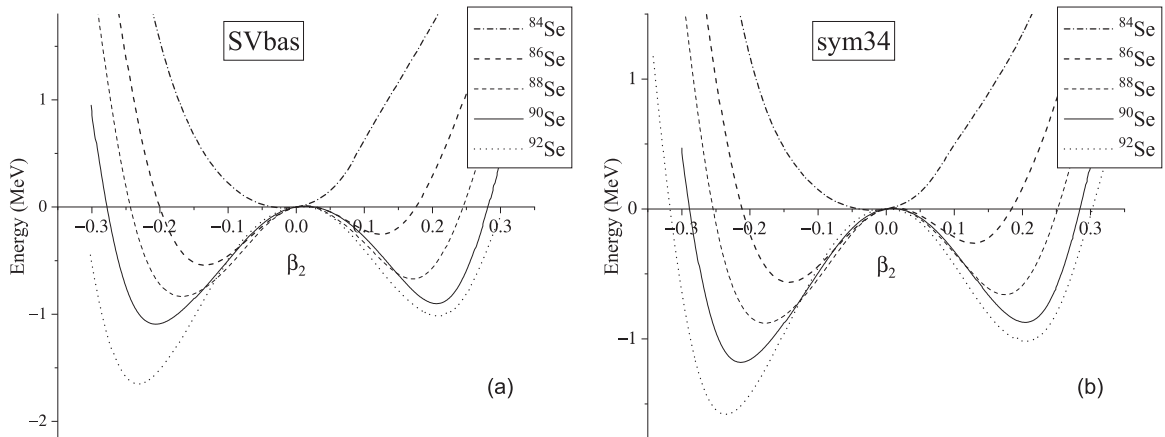 SVbas
⁸⁴Se
⁸⁶Se
⁸⁸Se
⁹⁰Se
⁹²Se
1
0
−1
−2
Energy (MeV)
−0.3 −0.2 −0.1 0.0 0.1 0.2 0.3
β₂
(a)
sym34
⁸⁴Se
⁸⁶Se
⁸⁸Se
⁹⁰Se
⁹²Se
1
0
−1
Energy (MeV)
−0.3 −0.2 −0.1 0.0 0.1 0.2 0.3
β₂
(b)